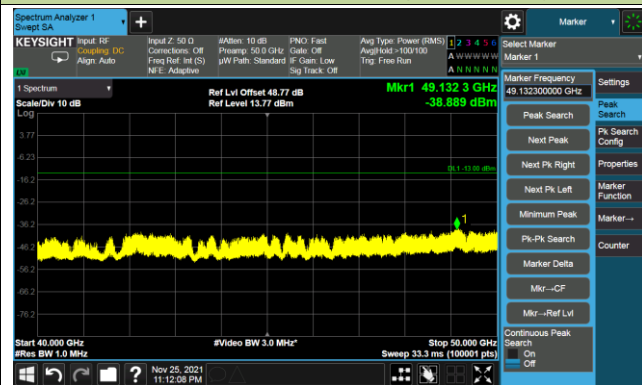 Spectrum Analyzer 1
Swept SA
Marker
KEYSIGHT
Input: RF
Coupling: DC
Align: Auto
Input Z: 50 Ω
Corrections: Off
Freq Ref: Int (S)
NFE: Adaptive
#Atten: 10 dB
Preamp: 50.0 GHz
µW Path: Standard
PNO: Fast
Gate: Off
IF Gain: Low
Sig Track: Off
Avg Type: Power (RMS)
Avg|Hold:>100/100
Trig: Free Run
1 2 3 4 5 6
A W W W W W
A N N N N N
Select Marker
Marker 1
1 Spectrum
Scale/Div 10 dB
Log
Ref Lvl Offset 48.77 dB
Ref Level 13.77 dBm
Mkr1 49.132 3 GHz
-38.889 dBm
3.77
-6.23
-16.2
-26.2
-36.2
-46.2
-56.2
-66.2
-76.2
DL1 -13.00 dBm
1
Start 40.000 GHz
#Res BW 1.0 MHz
#Video BW 3.0 MHz*
Stop 50.000 GHz
Sweep 33.3 ms (100001 pts)
Marker Frequency
49.132300000 GHz
Peak Search
Next Peak
Next Pk Right
Next Pk Left
Minimum Peak
Pk-Pk Search
Marker Delta
Mkr→CF
Mkr→Ref Lvl
Continuous Peak
Search
On
Off
Settings
Peak
Search
Pk Search
Config
Properties
Marker
Function
Marker→
Counter
?
Nov 25, 2021
11:12:08 PM